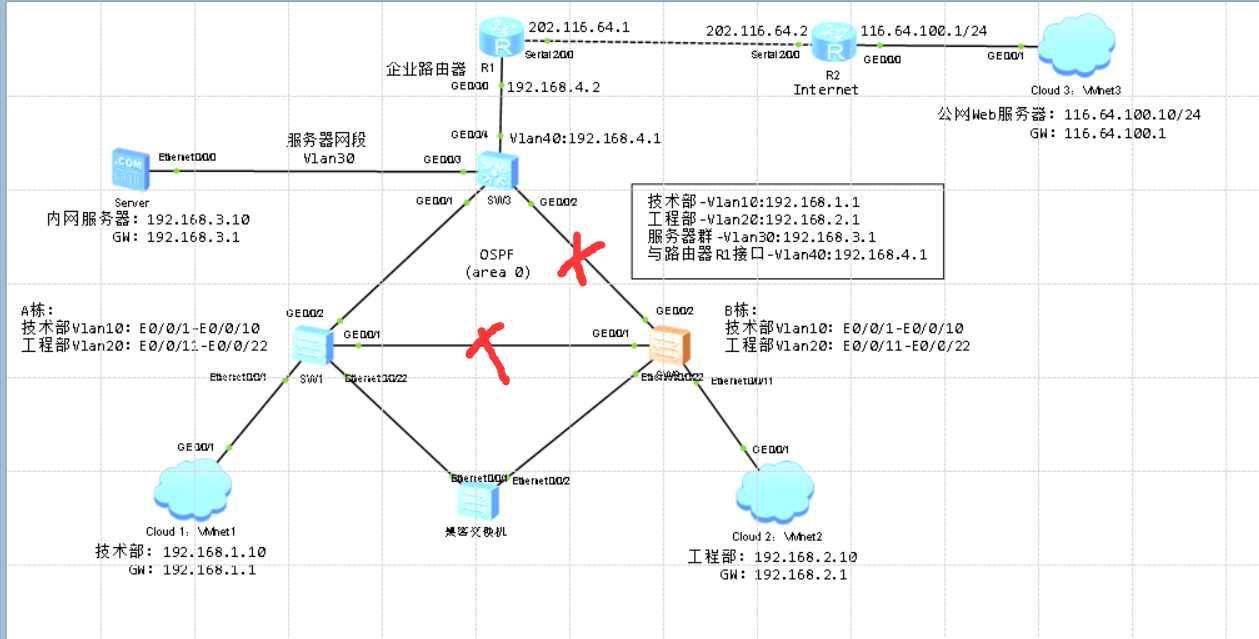 202.116.64.1
202.116.64.2
116.64.100.1/24
Serial2/0/0
Serial2/0/0
GE0/0/0
GE0/0/1
R
R
企业路由器
R1
R2
Internet
Cloud 3: VMnet3
GE0/0/0
192.168.4.2
公网Web服务器: 116.64.100.10/24
GW: 116.64.100.1
GE0/0/4
Vlan40:192.168.4.1
服务器网段
Vlan30
Ethernet0/0/0
GE0/0/3
.COM
Server
SW3
GE0/0/1
GE0/0/2
内网服务器: 192.168.3.10
GW: 192.168.3.1
技术部-Vlan10:192.168.1.1
工程部-Vlan20:192.168.2.1
服务器群-Vlan30:192.168.3.1
与路由器R1接口-Vlan40:192.168.4.1
OSPF
(area 0)
A栋:
技术部Vlan10: E0/0/1-E0/0/10
工程部Vlan20: E0/0/11-E0/0/22
GE0/0/2
GE0/0/1
GE0/0/2
GE0/0/1
B栋:
技术部Vlan10: E0/0/1-E0/0/10
工程部Vlan20: E0/0/11-E0/0/22
Ethernet0/0/1
SW1
Ethernet0/0/22
Ethernet0/0/22
Ethernet0/0/11
GE0/0/1
GE0/0/1
Ethernet0/0/1
Ethernet0/0/2
Cloud 1: VMnet1
技术部: 192.168.1.10
GW: 192.168.1.1
黑客交换机
Cloud 2: VMnet2
工程部: 192.168.2.10
GW: 192.168.2.1